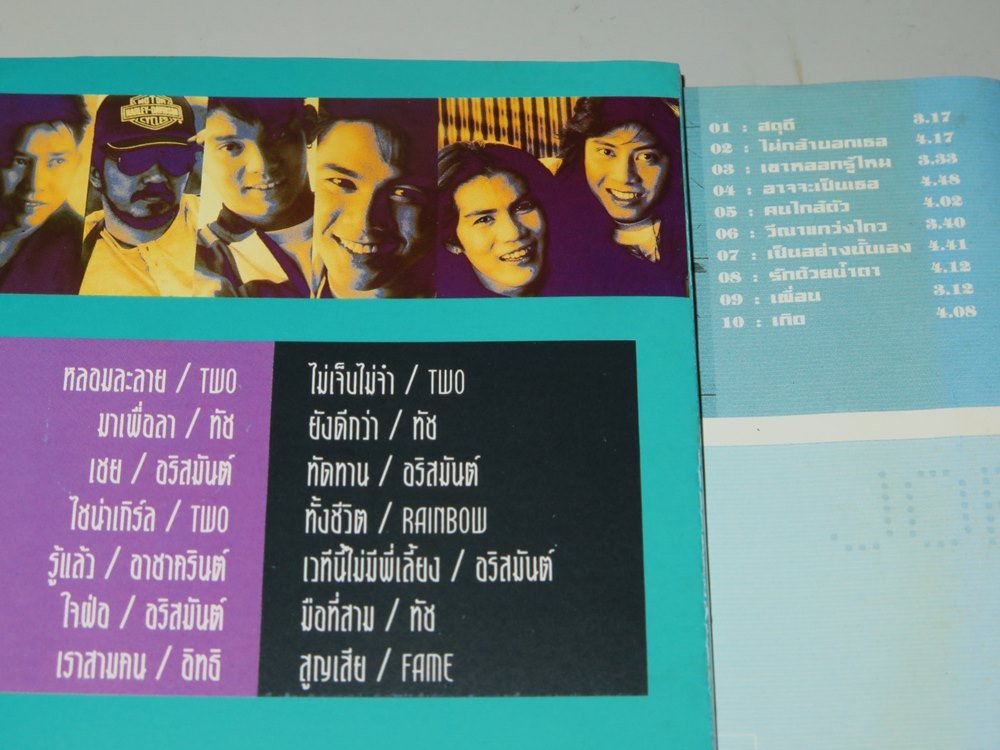 MOTOR
HARLEY-DAVIDSON
CYCLES
หลอมละลาย / TWO
มาเพื่อลา / ทัช
เชย / อริสมันต์
ไชน่าเกิร์ล / TWO
รู้แล้ว / อาชาครินต์
ใจฝ่อ / อริสมันต์
เราสามคน / อิทธิ
ไม่เจ็บไม่จำ / TWO
ยังดีกว่า / ทัช
ทัดทาน / อริสมันต์
ทั้งชีวิต / RAINBOW
เวทีนี้ไม่มีพี่เลี้ยง / อริสมันต์
มือที่สาม / ทัช
สูญเสีย / FAME
01 : สดุดี 3.17
02 : ไม่กล้าบอกเธอ 4.17
03 : เขาหลอกรู้ไหม 3.33
04 : อาจจะเป็นเธอ 4.48
05 : คนใกล้ตัว 4.02
06 : วีณาแกว่งไกว 3.40
07 : เป็นอย่างนั้นเอง 4.41
08 : รักด้วยน้ำตา 4.12
09 : เพื่อน 3.12
10 : เกิด 4.08